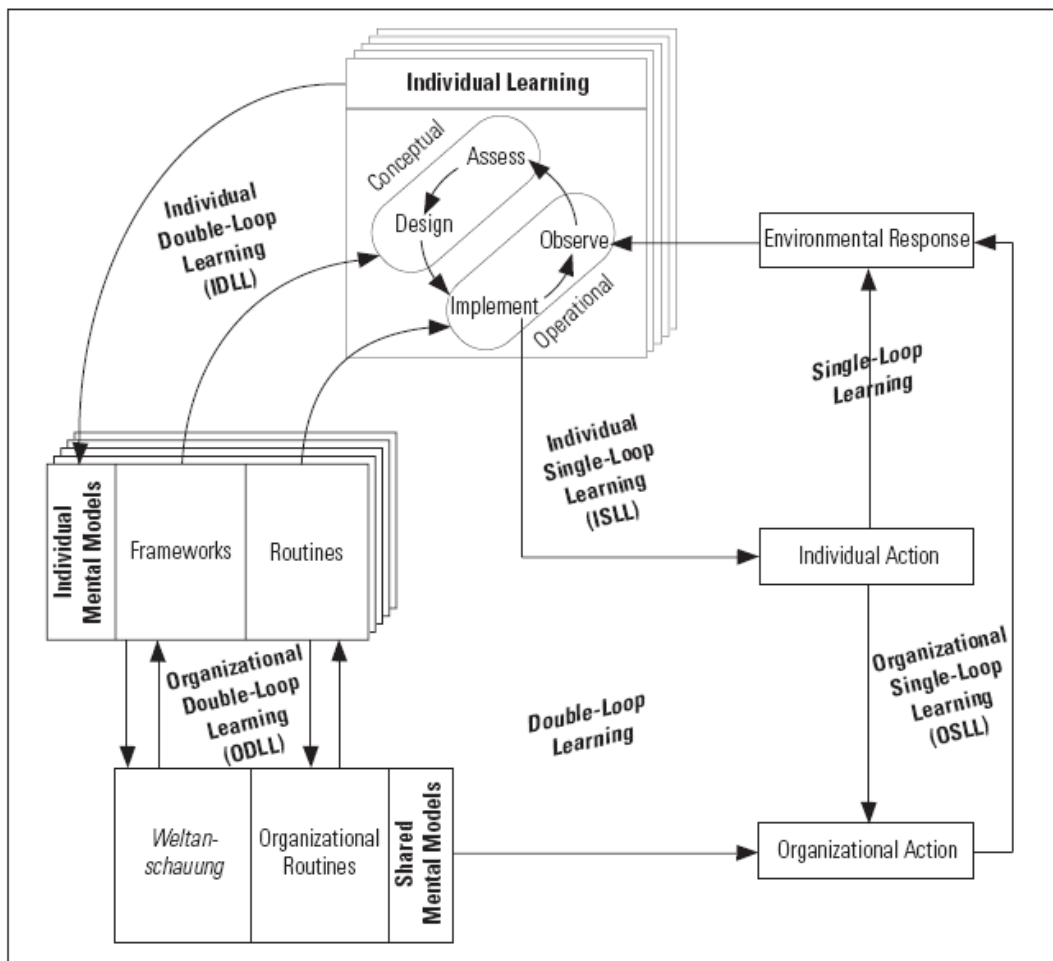 Individual Learning
Conceptual
Assess
Design
Observe
Implement
Operational
Individual
Double-Loop
Learning
(IDLL)
Environmental Response
Single-Loop
Learning
Individual
Single-Loop
Learning
(ISLL)
Individual
Mental Models
Frameworks
Routines
Individual Action
Organizational
Double-Loop
Learning
(ODLL)
Double-Loop
Learning
Organizational
Single-Loop
Learning
(OSLL)
Weltan-
schauung
Organizational
Routines
Shared
Mental Models
Organizational Action